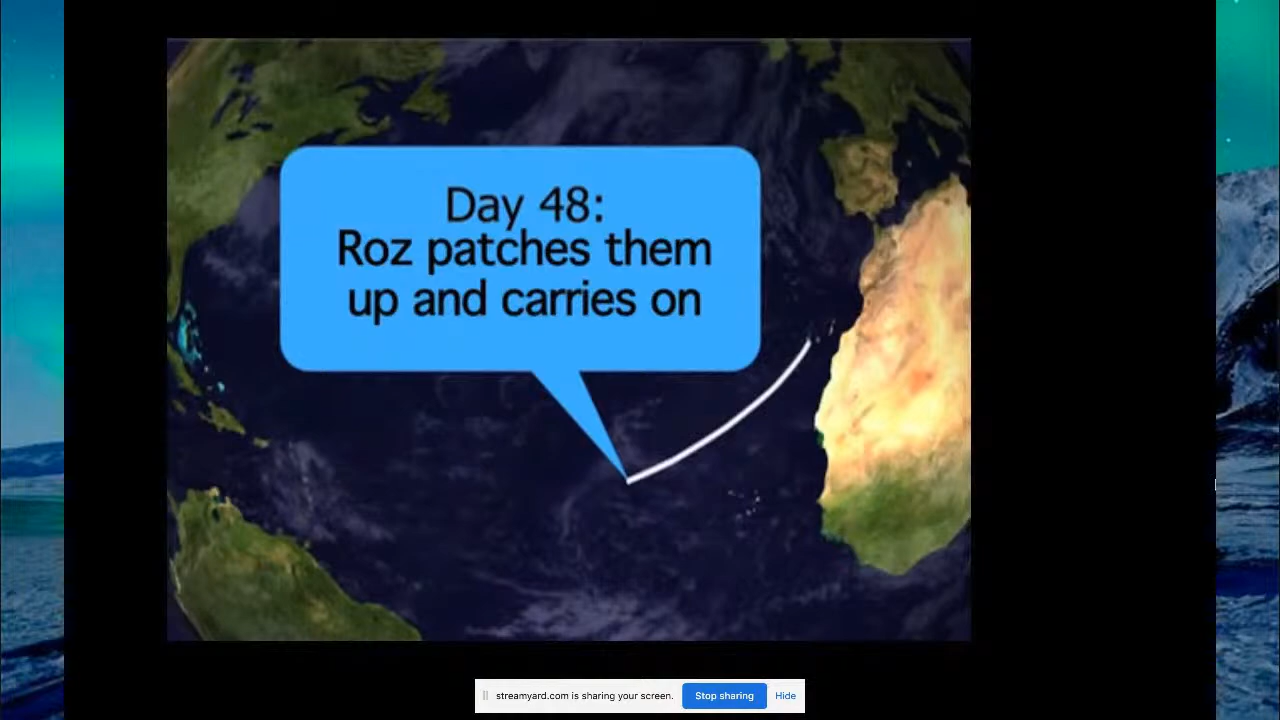 Day 48:
Roz patches them
up and carries on
streamyard.com is sharing your screen. Stop sharing Hide